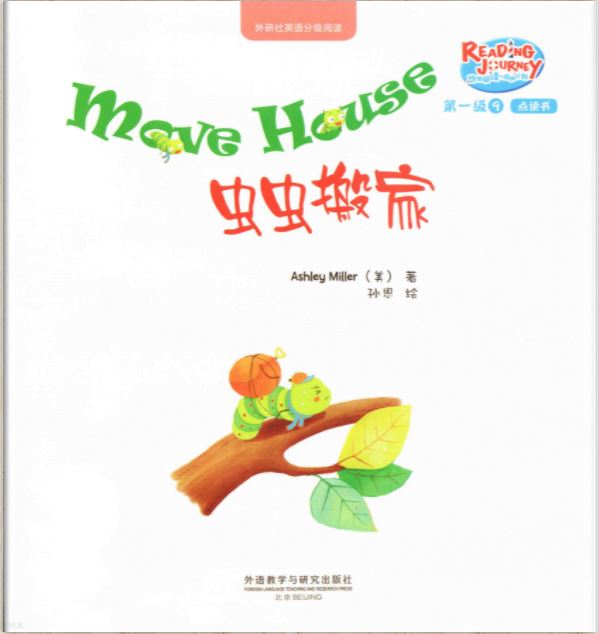 外研社英语分级阅读
READING
JOURNEY
第一级 9 点读书
Move House
虫虫搬家
Ashley Miller（美）著
孙思 绘
外语教学与研究出版社
FOREIGN LANGUAGE TEACHING AND RESEARCH PRESS
北京 BEIJING